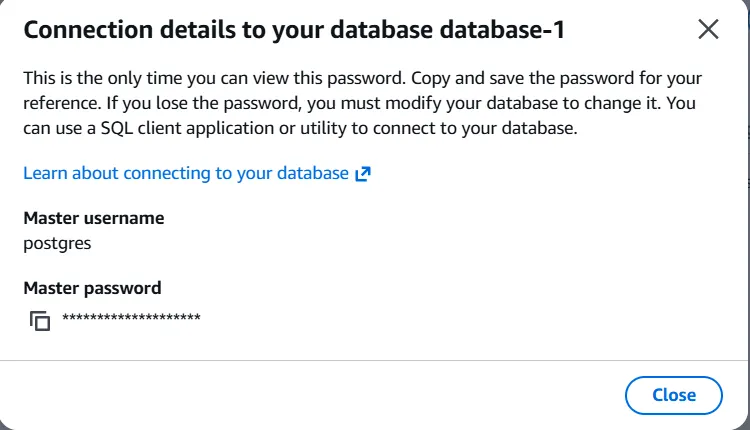 Connection details to your database database-1
This is the only time you can view this password. Copy and save the password for your
reference. If you lose the password, you must modify your database to change it. You
can use a SQL client application or utility to connect to your database.
Learn about connecting to your database
Master username
postgres
Master password
********************
Close